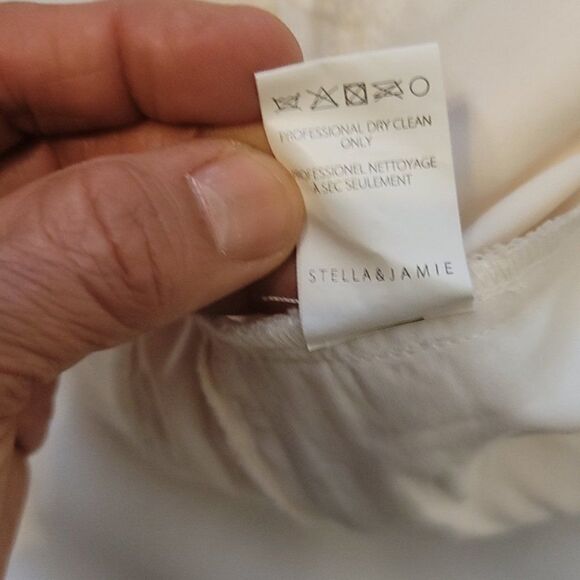 PROFESSIONAL DRY CLEAN
ONLY
PROFESSIONEL NETTOYAGE
À SEC SEULEMENT
STELLA&JAMIE